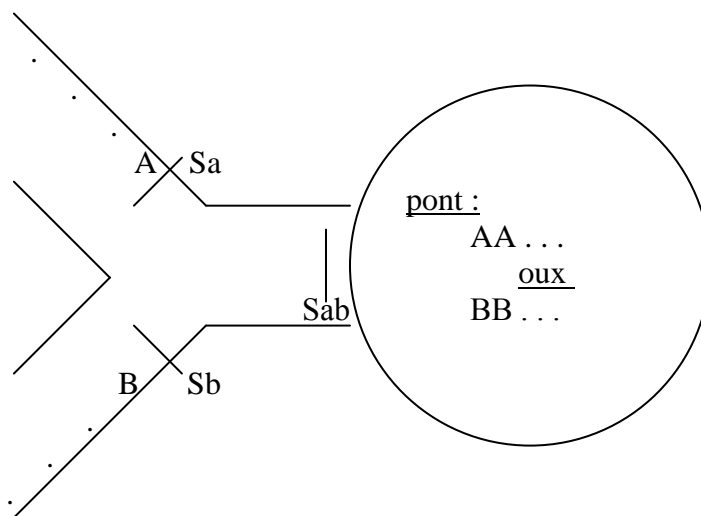 A Sa
pont :
AA . . .
oux
BB . . .
Sab
B Sb